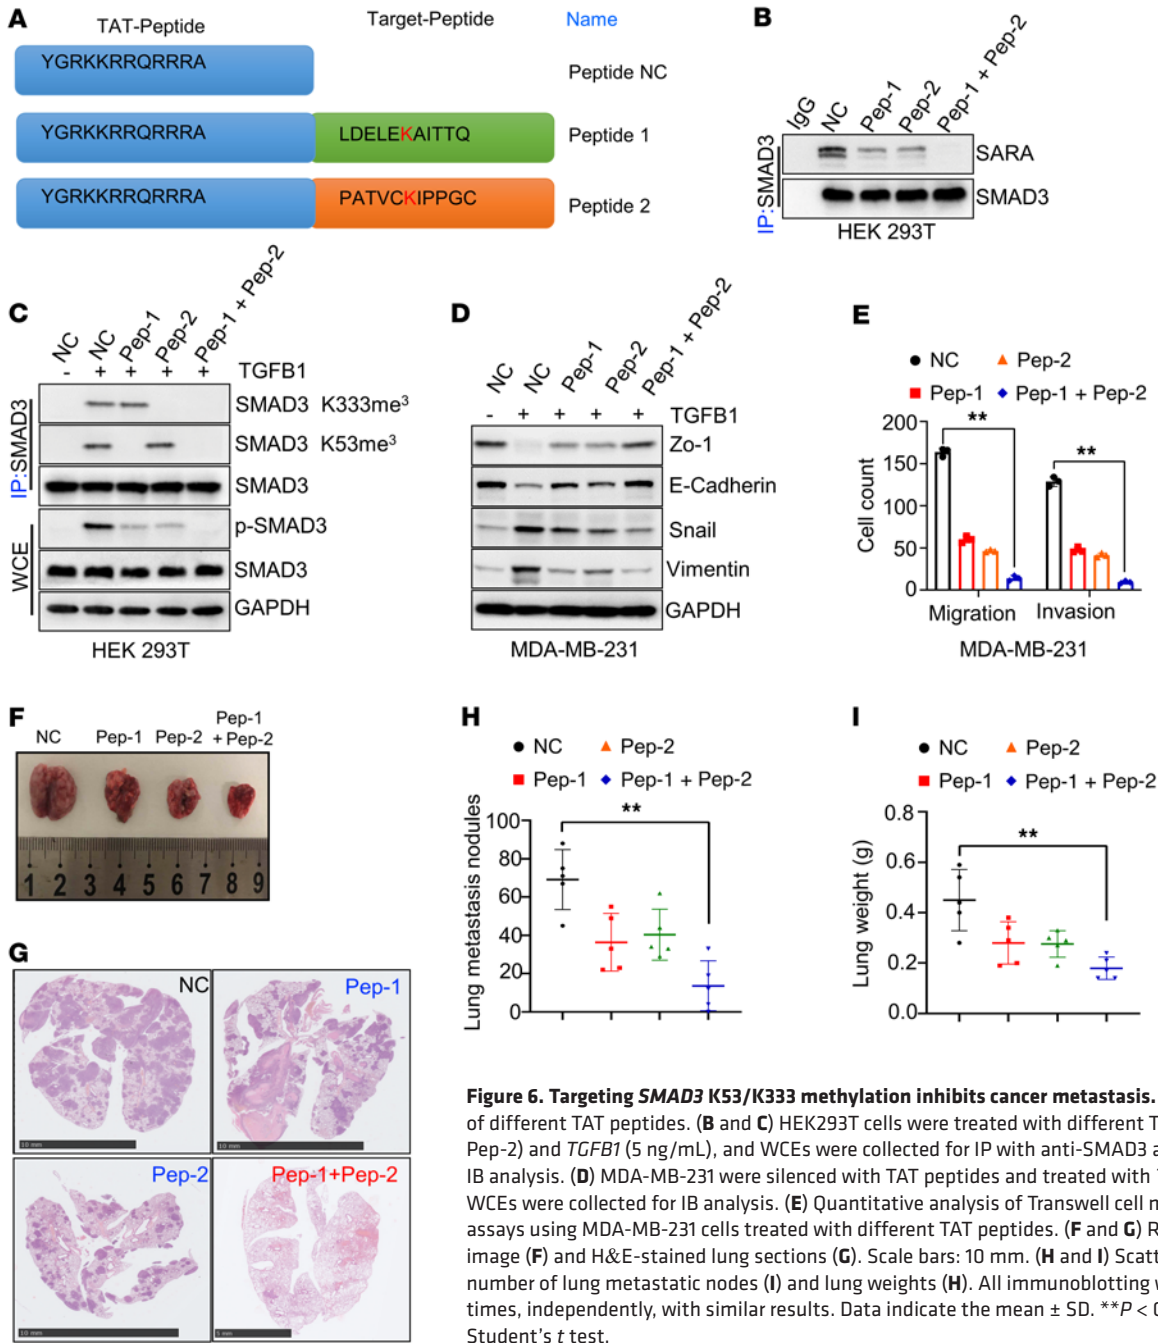 A
TAT-Peptide
Target-Peptide
Name
YGRKKRRQRRRA
Peptide NC
YGRKKRRQRRRA
LDELEKAITTQ
Peptide 1
YGRKKRRQRRRA
PATVCKIPPGC
Peptide 2
B
IgG
NC
Pep-1
Pep-2
Pep-1 + Pep-2
IP:SMAD3
SARA
SMAD3
HEK 293T
C
NC
NC
Pep-1
Pep-2
Pep-1 + Pep-2
- + + + + TGFB1
IP:SMAD3
SMAD3 K333me³
SMAD3 K53me³
SMAD3
WCE
p-SMAD3
SMAD3
GAPDH
HEK 293T
D
NC
NC
Pep-1
Pep-2
Pep-1 + Pep-2
- + + + + TGFB1
Zo-1
E-Cadherin
Snail
Vimentin
GAPDH
MDA-MB-231
E
NC
Pep-2
Pep-1
Pep-1 + Pep-2
Cell count
200
150
100
50
0
**
**
Migration
Invasion
MDA-MB-231
F
NC
Pep-1
Pep-2
Pep-1
+ Pep-2
1 2 3 4 5 6 7 8 9
G
NC
10 mm
Pep-1
10 mm
Pep-2
10 mm
Pep-1+Pep-2
5 mm
H
NC
Pep-2
Pep-1
Pep-1 + Pep-2
Lung metastasis nodules
100
80
60
40
20
0
**
I
NC
Pep-2
Pep-1
Pep-1 + Pep-2
Lung weight (g)
0.8
0.6
0.4
0.2
0.0
**
Figure 6. Targeting SMAD3 K53/K333 methylation inhibits cancer metastasis.
of different TAT peptides. (B and C) HEK293T cells were treated with different T
Pep-2) and TGFB1 (5 ng/mL), and WCEs were collected for IP with anti-SMAD3 a
IB analysis. (D) MDA-MB-231 were silenced with TAT peptides and treated with
WCEs were collected for IB analysis. (E) Quantitative analysis of Transwell cell
assays using MDA-MB-231 cells treated with different TAT peptides. (F and G) R
image (F) and H&E-stained lung sections (G). Scale bars: 10 mm. (H and I) Scatt
number of lung metastatic nodes (I) and lung weights (H). All immunoblotting
times, independently, with similar results. Data indicate the mean ± SD. **P < 
Student's t test.